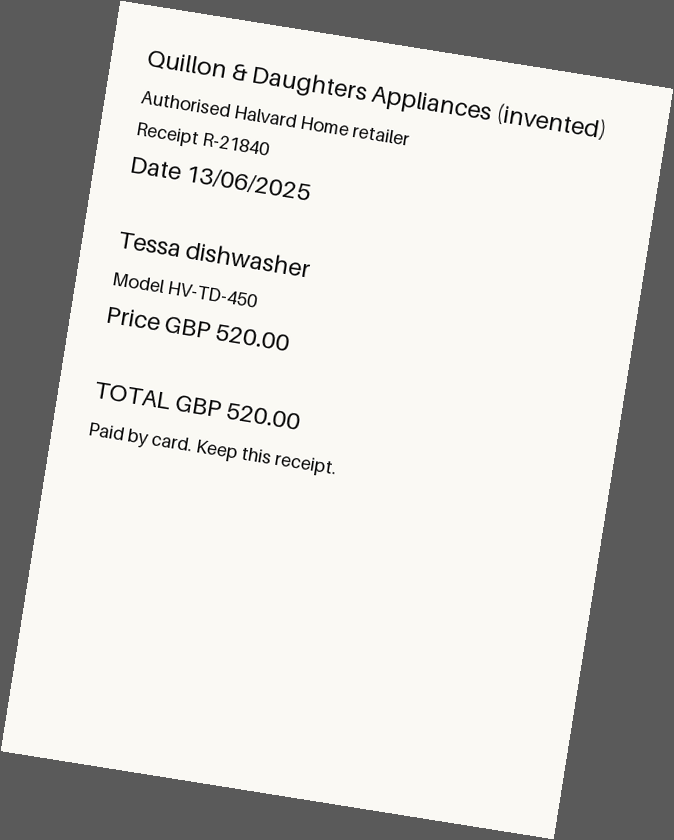 Quillon & Daughters Appliances (invented)
Authorised Halvard Home retailer
Receipt R-21840
Date 13/06/2025
Tessa dishwasher
Model HV-TD-450
Price GBP 520.00
TOTAL GBP 520.00
Paid by card. Keep this receipt.